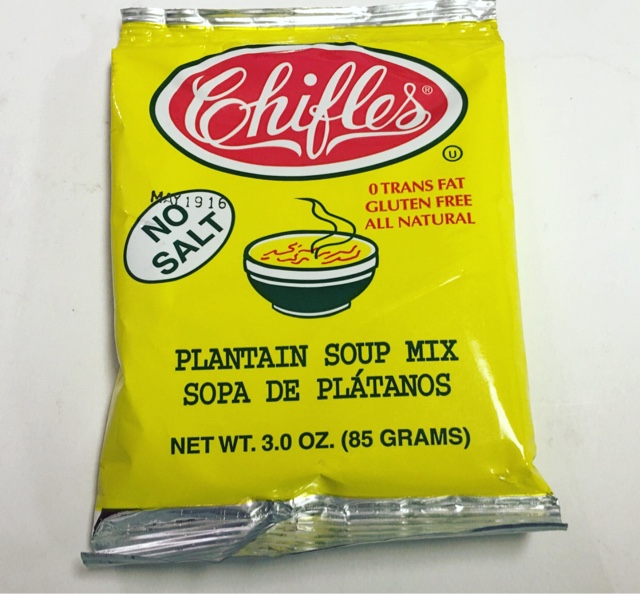 Chifles®
U
0 TRANS FAT
GLUTEN FREE
ALL NATURAL
MAY1916
NO
SALT
PLANTAIN SOUP MIX
SOPA DE PLÁTANOS
NET WT. 3.0 OZ. (85 GRAMS)